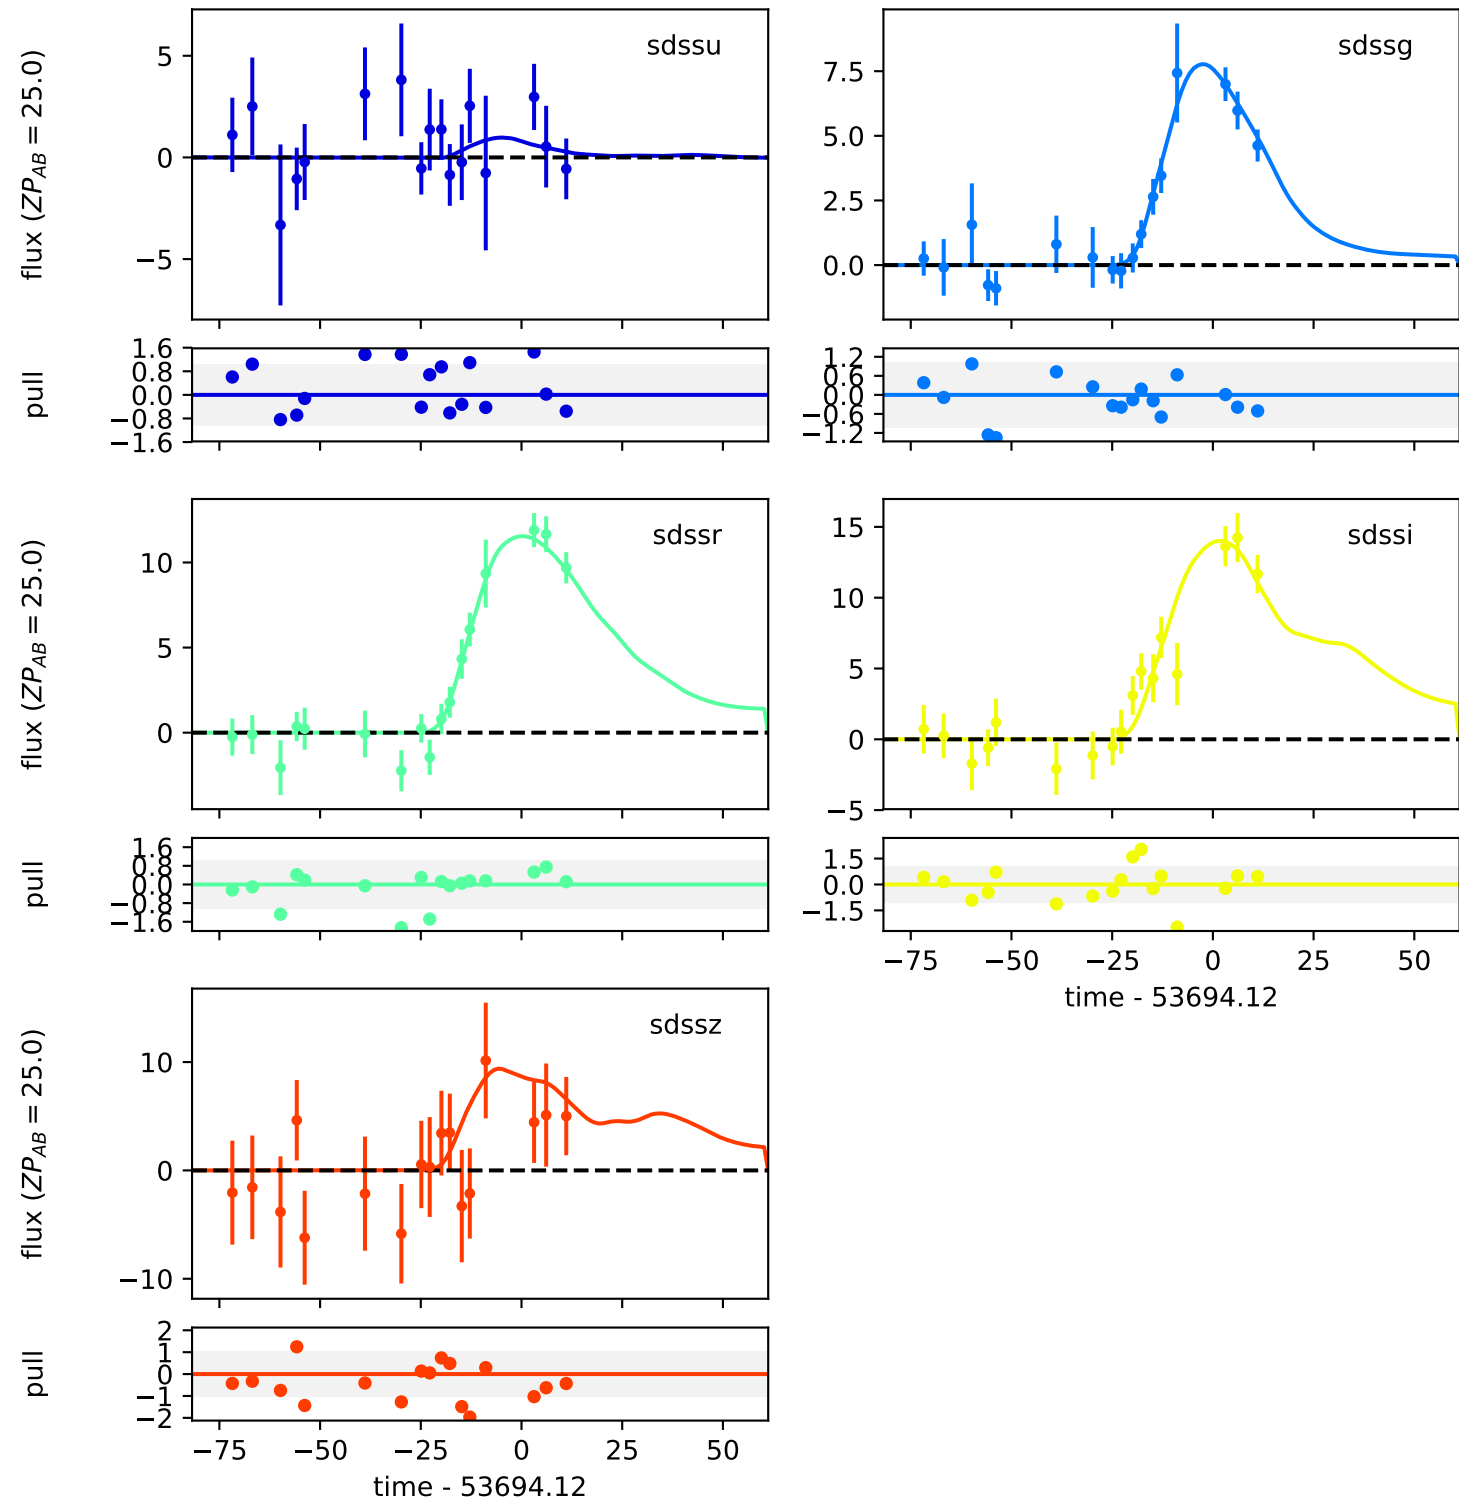 sdssu
flux (ZP_AB = 25.0)
5
0
−5
pull
1.6
0.8
0.0
−0.8
−1.6
sdssg
7.5
5.0
2.5
0.0
1.2
0.6
0.0
−0.6
−1.2
sdssr
flux (ZP_AB = 25.0)
10
5
0
pull
1.6
0.8
0.0
−0.8
−1.6
sdssi
15
10
5
0
−5
1.5
0.0
−1.5
−75 −50 −25 0 25 50
time - 53694.12
sdssz
flux (ZP_AB = 25.0)
10
0
−10
pull
2
1
0
−1
−2
−75 −50 −25 0 25 50
time - 53694.12